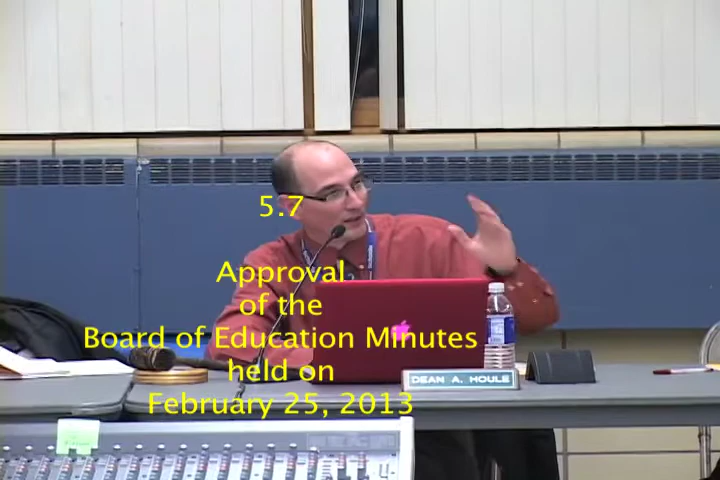 5.7
Approval
of the
Board of Education Minutes
held on
February 25, 2013
DEAN A. HOULE